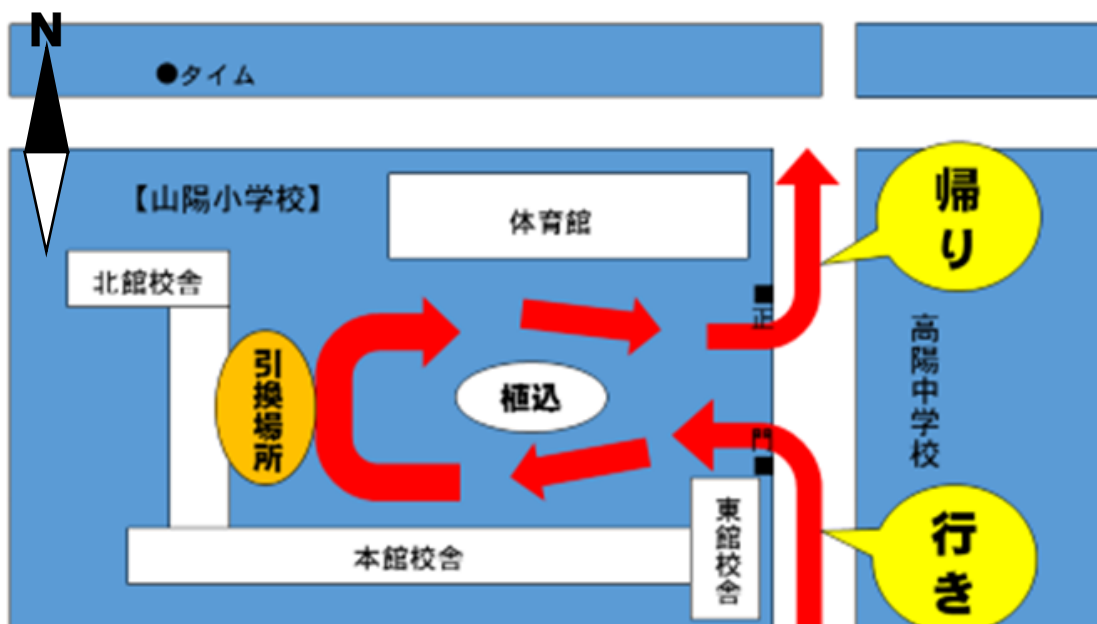 N
●タイム
【山陽小学校】
体育館
帰り
北館校舎
正門
高陽中学校
引換場所
植込
行き
東館校舎
本館校舎